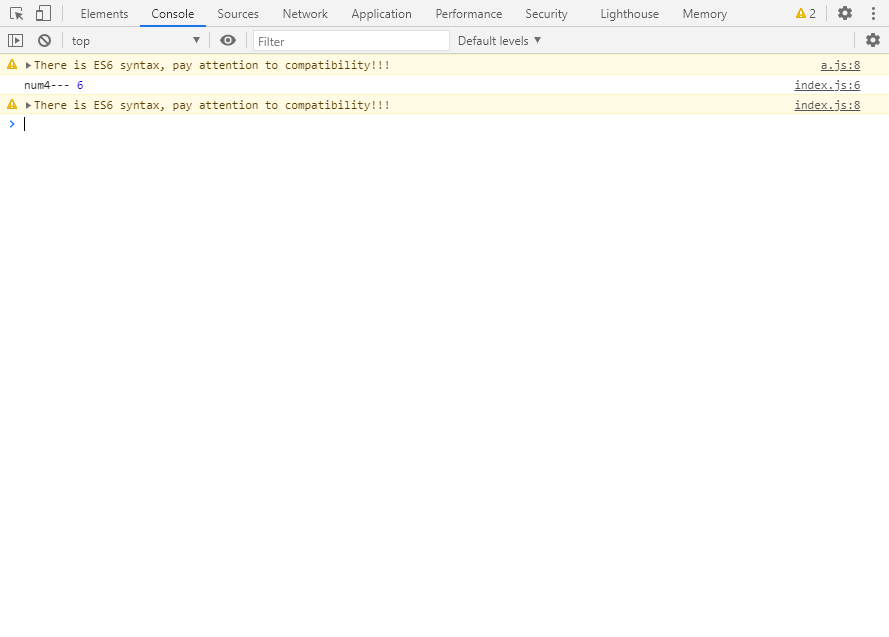 Elements Console Sources Network Application Performance Security Lighthouse Memory 2
top Filter Default levels
There is ES6 syntax, pay attention to compatibility!!! a.js:8
num4--- 6 index.js:6
There is ES6 syntax, pay attention to compatibility!!! index.js:8